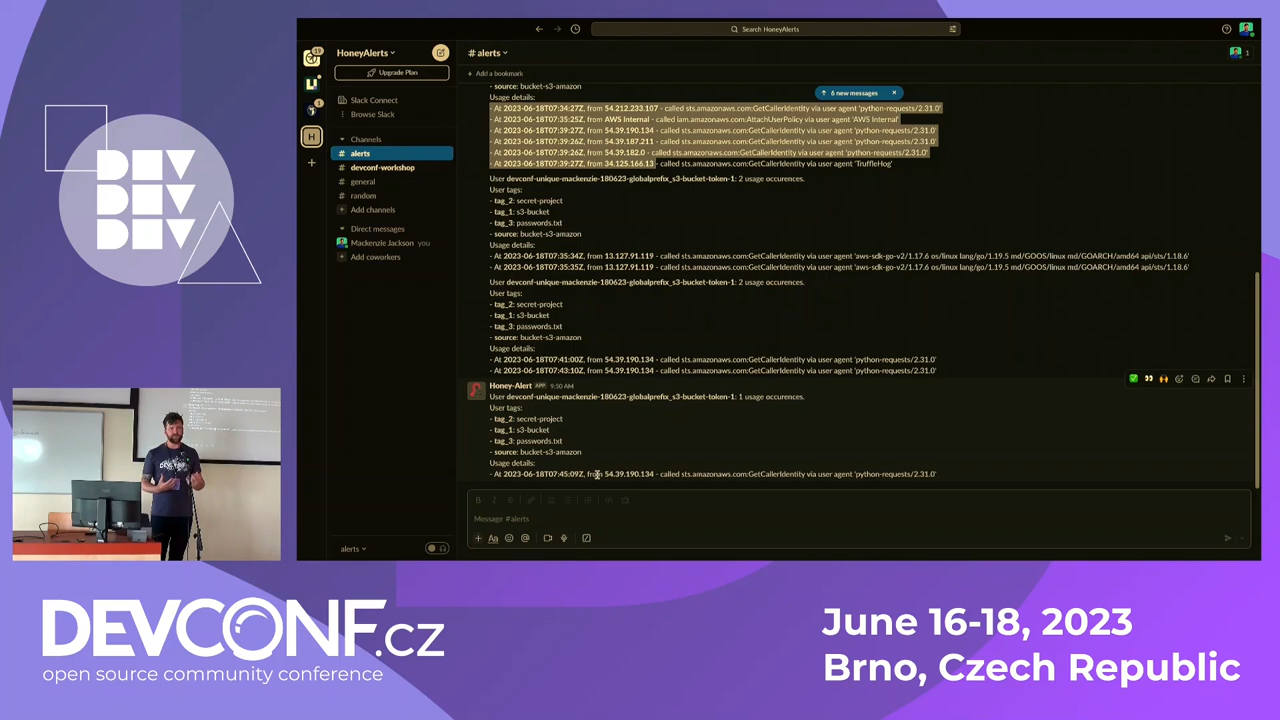 DEV
DEV
DEV
DEVCONF.cz
open source community conference
June 16-18, 2023
Brno, Czech Republic
Search HoneyAlerts
19
1
H
HoneyAlerts
Upgrade Plan
Slack Connect
Browse Slack
Channels
# alerts
# devconf-workshop
# general
# random
Add channels
Direct messages
Mackenzie Jackson you
Add coworkers
alerts
# alerts
1
+ Add a bookmark
6 new messages
- source: bucket-s3-amazon
Usage details:
- At 2023-06-18T07:34:27Z, from 54.212.233.107 - called sts.amazonaws.com:GetCallerIdentity via user agent 'python-requests/2.31.0'
- At 2023-06-18T07:35:25Z, from AWS Internal - called iam.amazonaws.com:AttachUserPolicy via user agent 'AWS Internal'
- At 2023-06-18T07:39:26Z, from 54.39.190.134 - called sts.amazonaws.com:GetCallerIdentity via user agent 'python-requests/2.31.0'
- At 2023-06-18T07:39:26Z, from 54.39.187.211 - called sts.amazonaws.com:GetCallerIdentity via user agent 'python-requests/2.31.0'
- At 2023-06-18T07:39:26Z, from 54.39.182.0 - called sts.amazonaws.com:GetCallerIdentity via user agent 'python-requests/2.31.0'
- At 2023-06-18T07:39:27Z, from 34.125.166.13 - called sts.amazonaws.com:GetCallerIdentity via user agent 'TruffleHog'
User devconf-unique-mackenzie-180623-globalprefix_s3-bucket-token-1: 2 usage occurences.
User tags:
- tag_2: secret-project
- tag_1: s3-bucket
- tag_3: passwords.txt
- source: bucket-s3-amazon
Usage details:
- At 2023-06-18T07:35:34Z, from 13.127.91.119 - called sts.amazonaws.com:GetCallerIdentity via user agent 'aws-sdk-go-v2/1.17.6 os/linux lang/go/1.19.5 md/GOOS/linux md/GOARCH/amd64 api/sts/1.18.6'
- At 2023-06-18T07:35:35Z, from 13.127.91.119 - called sts.amazonaws.com:GetCallerIdentity via user agent 'aws-sdk-go-v2/1.17.6 os/linux lang/go/1.19.5 md/GOOS/linux md/GOARCH/amd64 api/sts/1.18.6'
User devconf-unique-mackenzie-180623-globalprefix_s3-bucket-token-1: 2 usage occurences.
User tags:
- tag_2: secret-project
- tag_1: s3-bucket
- tag_3: passwords.txt
- source: bucket-s3-amazon
Usage details:
- At 2023-06-18T07:41:00Z, from 54.39.190.134 - called sts.amazonaws.com:GetCallerIdentity via user agent 'python-requests/2.31.0'
- At 2023-06-18T07:43:10Z, from 54.39.190.134 - called sts.amazonaws.com:GetCallerIdentity via user agent 'python-requests/2.31.0'
Honey-Alert APP 9:50 AM
User devconf-unique-mackenzie-180623-globalprefix_s3-bucket-token-1: 1 usage occurences.
User tags:
- tag_2: secret-project
- tag_1: s3-bucket
- tag_3: passwords.txt
- source: bucket-s3-amazon
Usage details:
- At 2023-06-18T07:45:09Z, from 54.39.190.134 - called sts.amazonaws.com:GetCallerIdentity via user agent 'python-requests/2.31.0'
Message #alerts